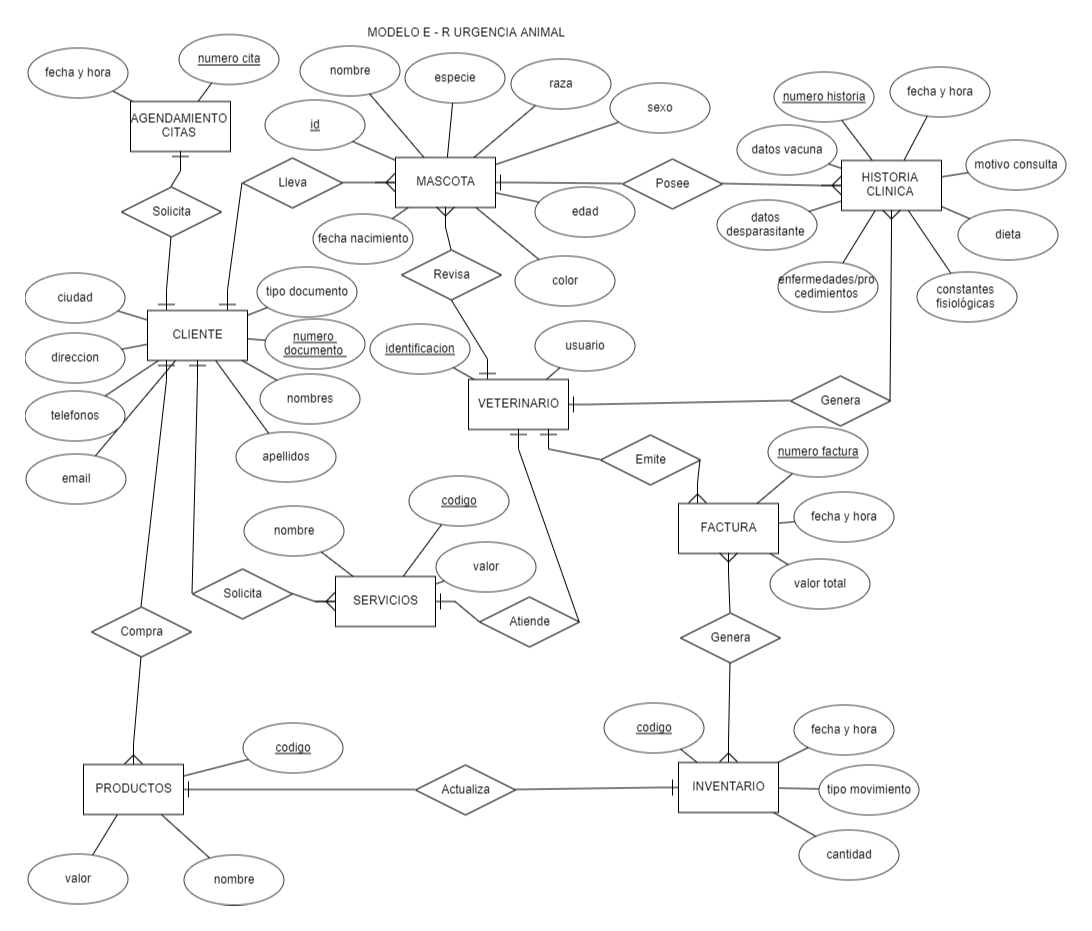 MODELO E - R URGENCIA ANIMAL
numero cita
fecha y hora
AGENDAMIENTO
CITAS
nombre
especie
raza
sexo
id
MASCOTA
Lleva
Posee
edad
fecha nacimiento
color
numero historia
fecha y hora
datos vacuna
motivo consulta
HISTORIA
CLINICA
datos
desparasitante
dieta
enfermedades/pro
cedimientos
constantes
fisiológicas
Solicita
Revisa
ciudad
tipo documento
CLIENTE
numero
documento
direccion
nombres
telefonos
apellidos
email
identificacion
usuario
VETERINARIO
Genera
Emite
numero factura
FACTURA
fecha y hora
valor total
codigo
nombre
valor
Solicita
SERVICIOS
Atiende
Compra
Genera
codigo
PRODUCTOS
valor
nombre
Actualiza
codigo
fecha y hora
INVENTARIO
tipo movimiento
cantidad